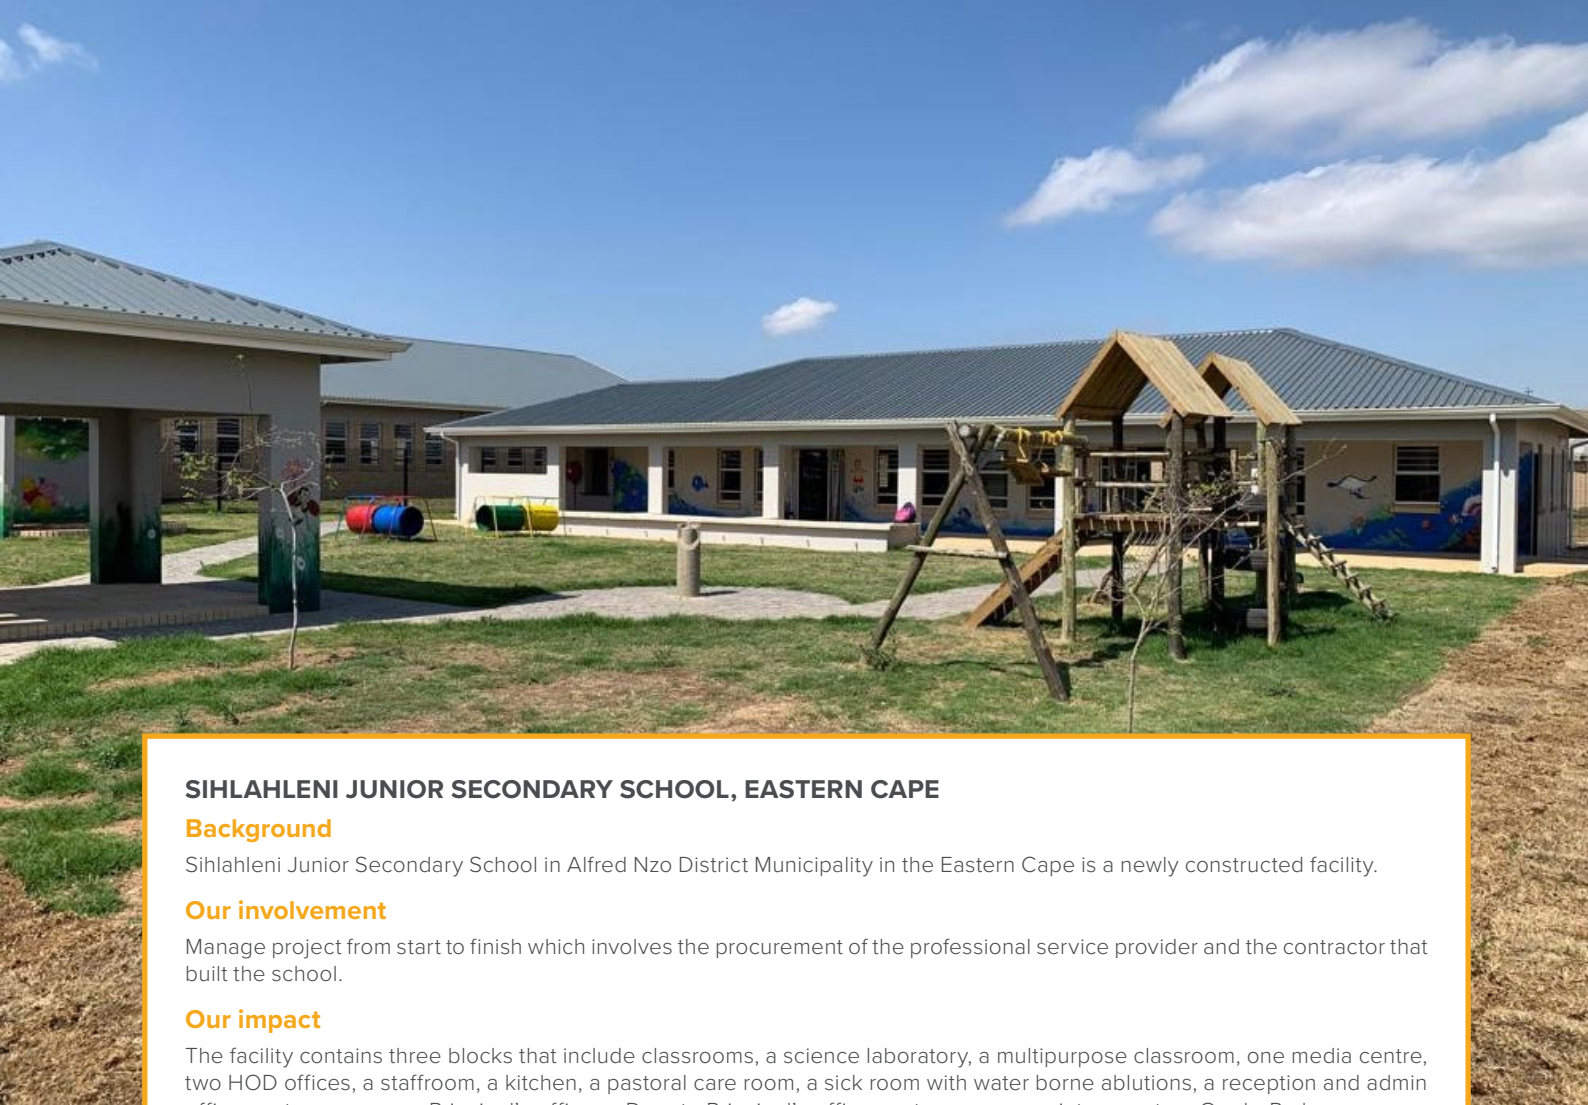 SIHLAHLENI JUNIOR SECONDARY SCHOOL, EASTERN CAPE
Background
Sihlahleni Junior Secondary School in Alfred Nzo District Municipality in the Eastern Cape is a newly constructed facility.
Our involvement
Manage project from start to finish which involves the procurement of the professional service provider and the contractor that
built the school.
Our impact
The facility contains three blocks that include classrooms, a science laboratory, a multipurpose classroom, one media centre,
two HOD offices, a staffroom, a kitchen, a pastoral care room, a sick room with water borne ablutions, a reception and admin